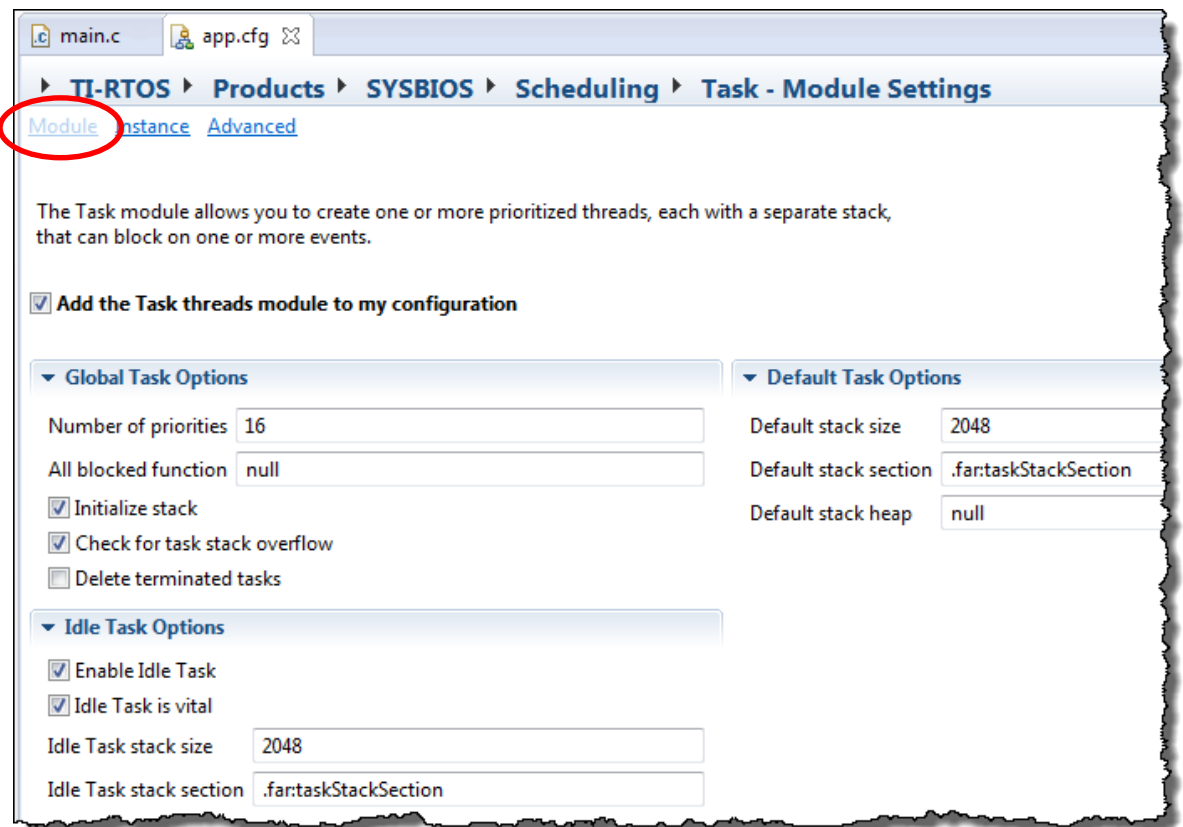 main.c app.cfg
TI-RTOS Products SYSBIOS Scheduling Task - Module Settings
Module Instance Advanced
The Task module allows you to create one or more prioritized threads, each with a separate stack,
that can block on one or more events.
Add the Task threads module to my configuration
Global Task Options
Number of priorities 16
All blocked function null
Initialize stack
Check for task stack overflow
Delete terminated tasks
Idle Task Options
Enable Idle Task
Idle Task is vital
Idle Task stack size 2048
Idle Task stack section .far:taskStackSection
Default Task Options
Default stack size 2048
Default stack section .far:taskStackSection
Default stack heap null